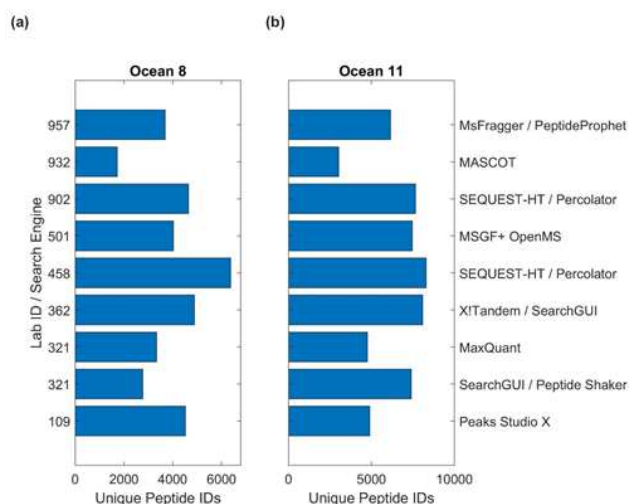 (a)
(b)
Ocean 8
Ocean 11
Lab ID / Search Engine
957
932
902
501
458
362
321
321
109
MsFragger / PeptideProphet
MASCOT
SEQUEST-HT / Percolator
MSGF+ OpenMS
SEQUEST-HT / Percolator
X!Tandem / SearchGUI
MaxQuant
SearchGUI / Peptide Shaker
Peaks Studio X
0 2000 4000 6000
0 5000 10000
Unique Peptide IDs
Unique Peptide IDs